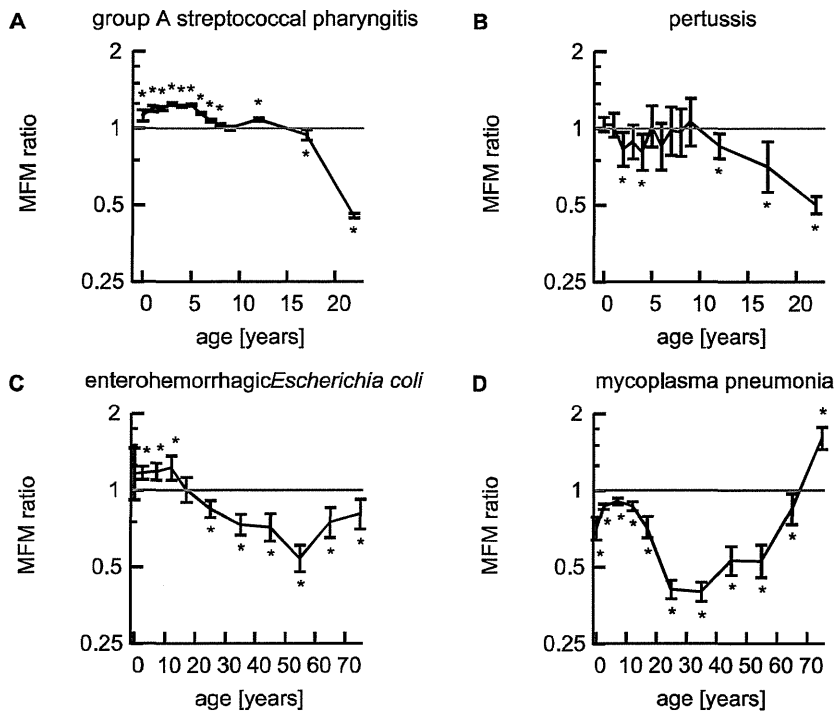 A
group A streptococcal pharyngitis
2
1
0.5
0.25
MFM ratio
* * * * * * * * * * * *
0 5 10 15 20
age [years]
B
pertussis
2
1
0.5
0.25
MFM ratio
* * * * *
0 5 10 15 20
age [years]
C
enterohemorrhagicEscherichia coli
2
1
0.5
0.25
MFM ratio
* * * * * * * * *
0 10 20 30 40 50 60 70
age [years]
D
mycoplasma pneumonia
2
1
0.5
0.25
MFM ratio
* * * * * * * * * * *
0 10 20 30 40 50 60 70
age [years]